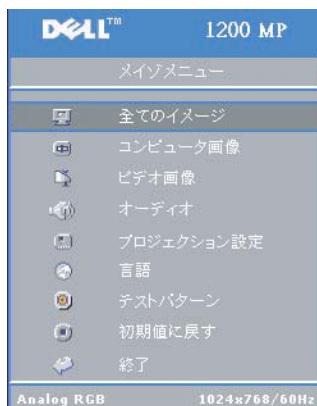 DELL™ 1200 MP
メイゾメニュー
全てのイメージ
コンピュータ画像
ビデオ画像
オーディオ
プロジェクション設定
言語
テストパターン
初期値に戻す
終了
Analog RGB 1024x768/60Hz